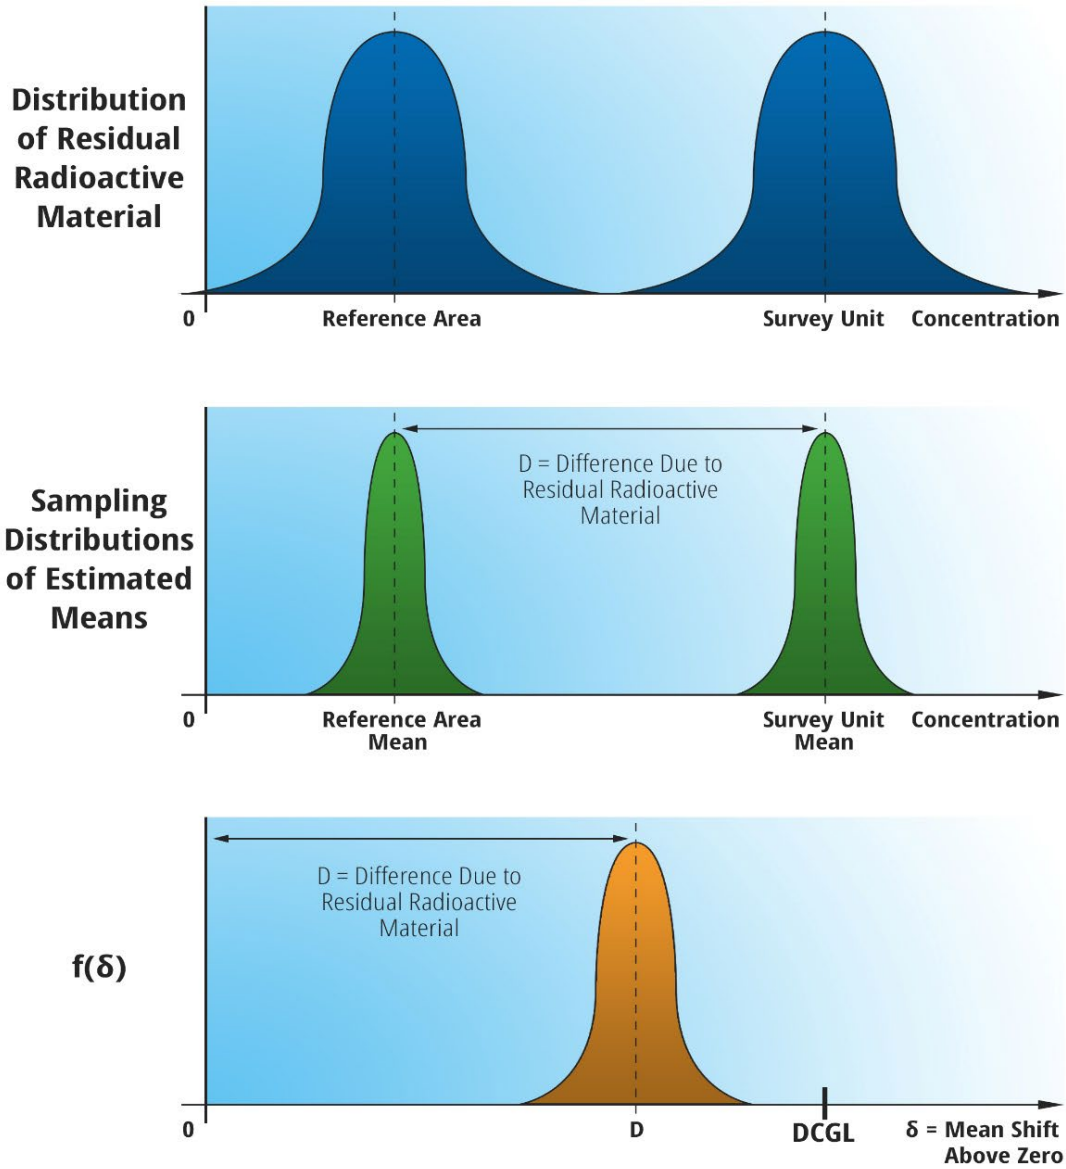 Distribution
of Residual
Radioactive
Material
0
Reference Area
Survey Unit
Concentration
Sampling
Distributions
of Estimated
Means
D = Difference Due to
Residual Radioactive
Material
0
Reference Area
Mean
Survey Unit
Mean
Concentration
f(δ)
D = Difference Due to
Residual Radioactive
Material
0
D
DCGL
δ = Mean Shift
Above Zero